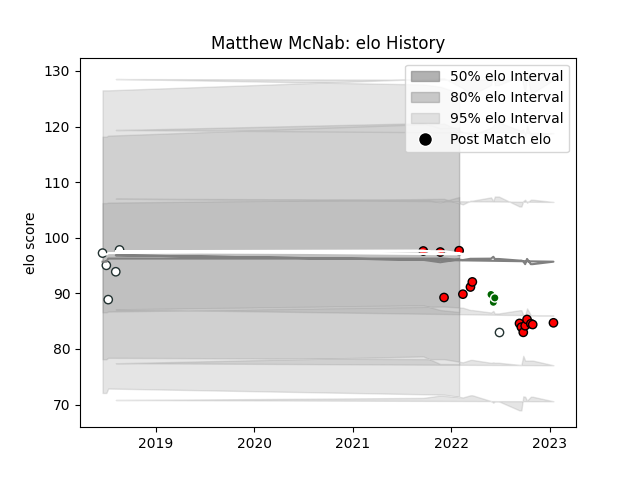 Matthew McNab: elo History
50% elo Interval
80% elo Interval
95% elo Interval
Post Match elo
elo score
130
120
110
100
90
80
70
2019
2020
2021
2022
2023